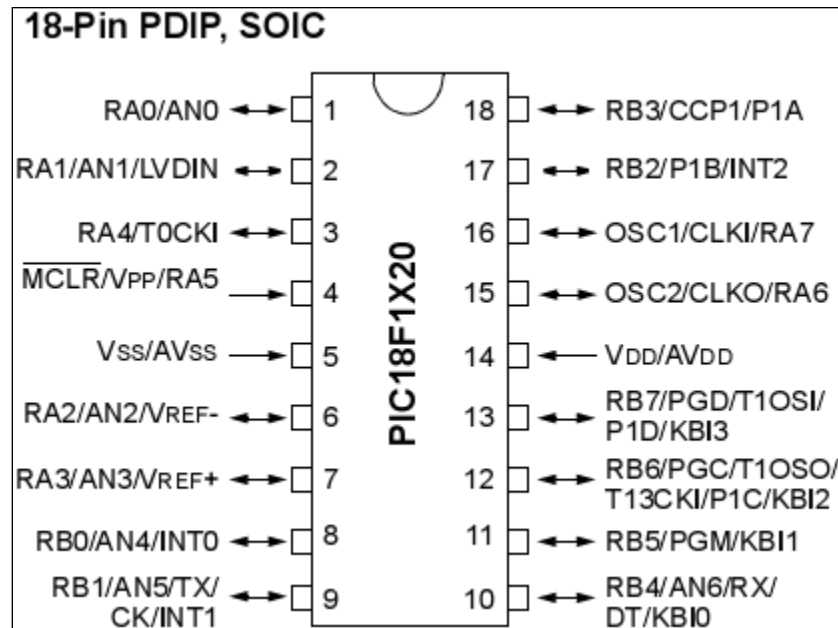 18-Pin PDIP, SOIC
RA0/AN0
1
18
RB3/CCP1/P1A
RA1/AN1/LVDIN
2
17
RB2/P1B/INT2
RA4/T0CKI
3
16
OSC1/CLKI/RA7
MCLR/VPP/RA5
4
15
OSC2/CLKO/RA6
VSS/AVSS
5
14
VDD/AVDD
RA2/AN2/VREF-
6
13
RB7/PGD/T1OSI/
P1D/KBI3
RA3/AN3/VREF+
7
12
RB6/PGC/T1OSO/
T13CKI/P1C/KBI2
RB0/AN4/INT0
8
11
RB5/PGM/KBI1
RB1/AN5/TX/
CK/INT1
9
10
RB4/AN6/RX/
DT/KBI0
PIC18F1X20